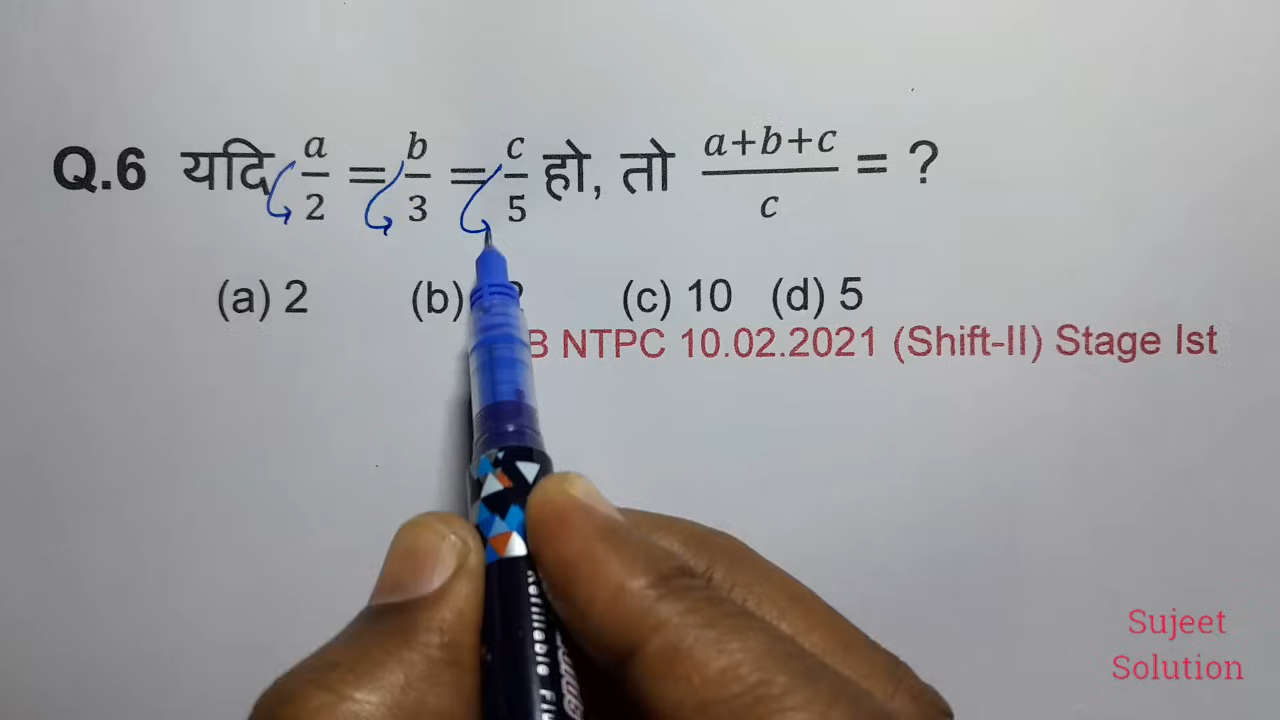 Q.6 यदि a/2 = b/3 = c/5 हो, तो (a+b+c)/c = ?
(a) 2 (b) (c) 10 (d) 5
NTPC 10.02.2021 (Shift-II) Stage Ist
Sujeet
Solution